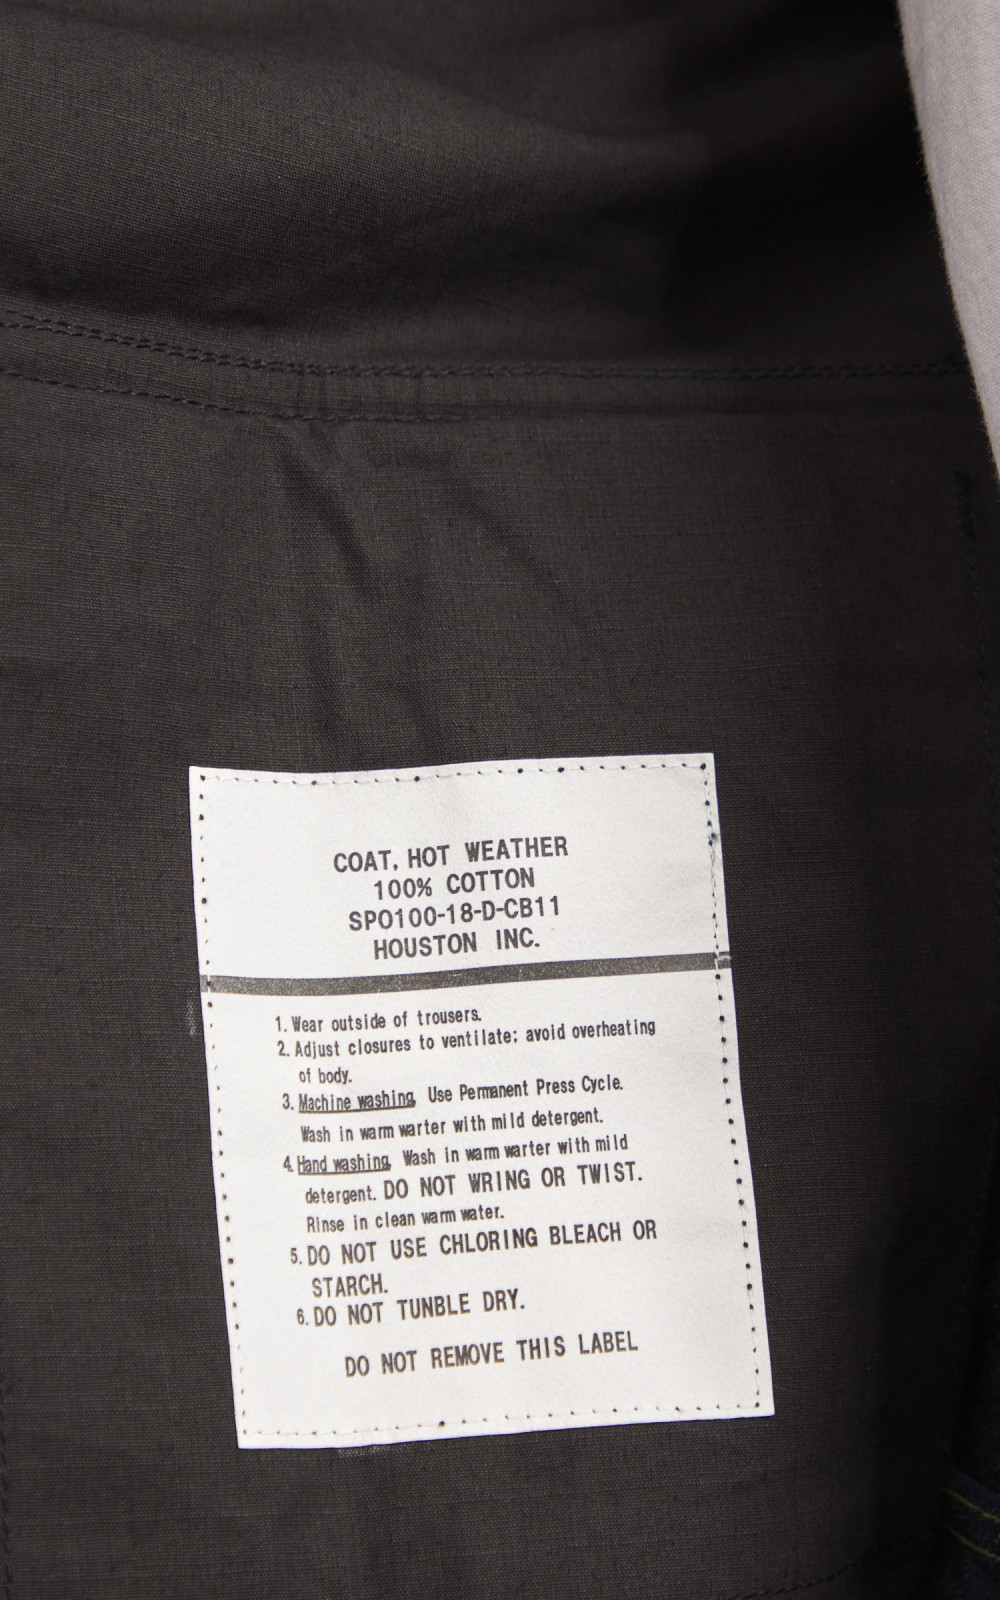 COAT, HOT WEATHER
100% COTTON
SPO100-18-D-CB11
HOUSTON INC.
1. Wear outside of trousers.
2. Adjust closures to ventilate; avoid overheating
of body.
3. Machine washing. Use Permanent Press Cycle.
Wash in warm warter with mild detergent.
4. Hand washing. Wash in warm warter with mild
detergent. DO NOT WRING OR TWIST.
Rinse in clean warm water.
5. DO NOT USE CHLORING BLEACH OR
STARCH.
6. DO NOT TUNBLE DRY.
DO NOT REMOVE THIS LABEL